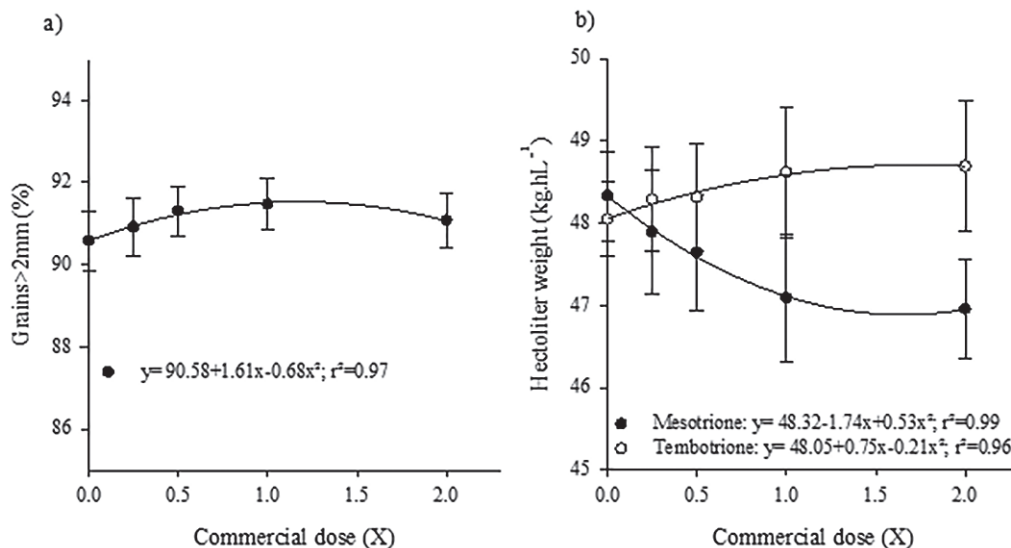 a)
Grains>2mm (%)
94
92
90
88
86
y= 90.58+1.61x-0.68x²; r²=0.97
0.0 0.5 1.0 1.5 2.0
Commercial dose (X)
b)
Hectoliter weight (kg.hL⁻¹)
50
49
48
47
46
45
Mesotrione: y= 48.32-1.74x+0.53x²; r²=0.99
Tembotrione: y= 48.05+0.75x-0.21x²; r²=0.96
0.0 0.5 1.0 1.5 2.0
Commercial dose (X)